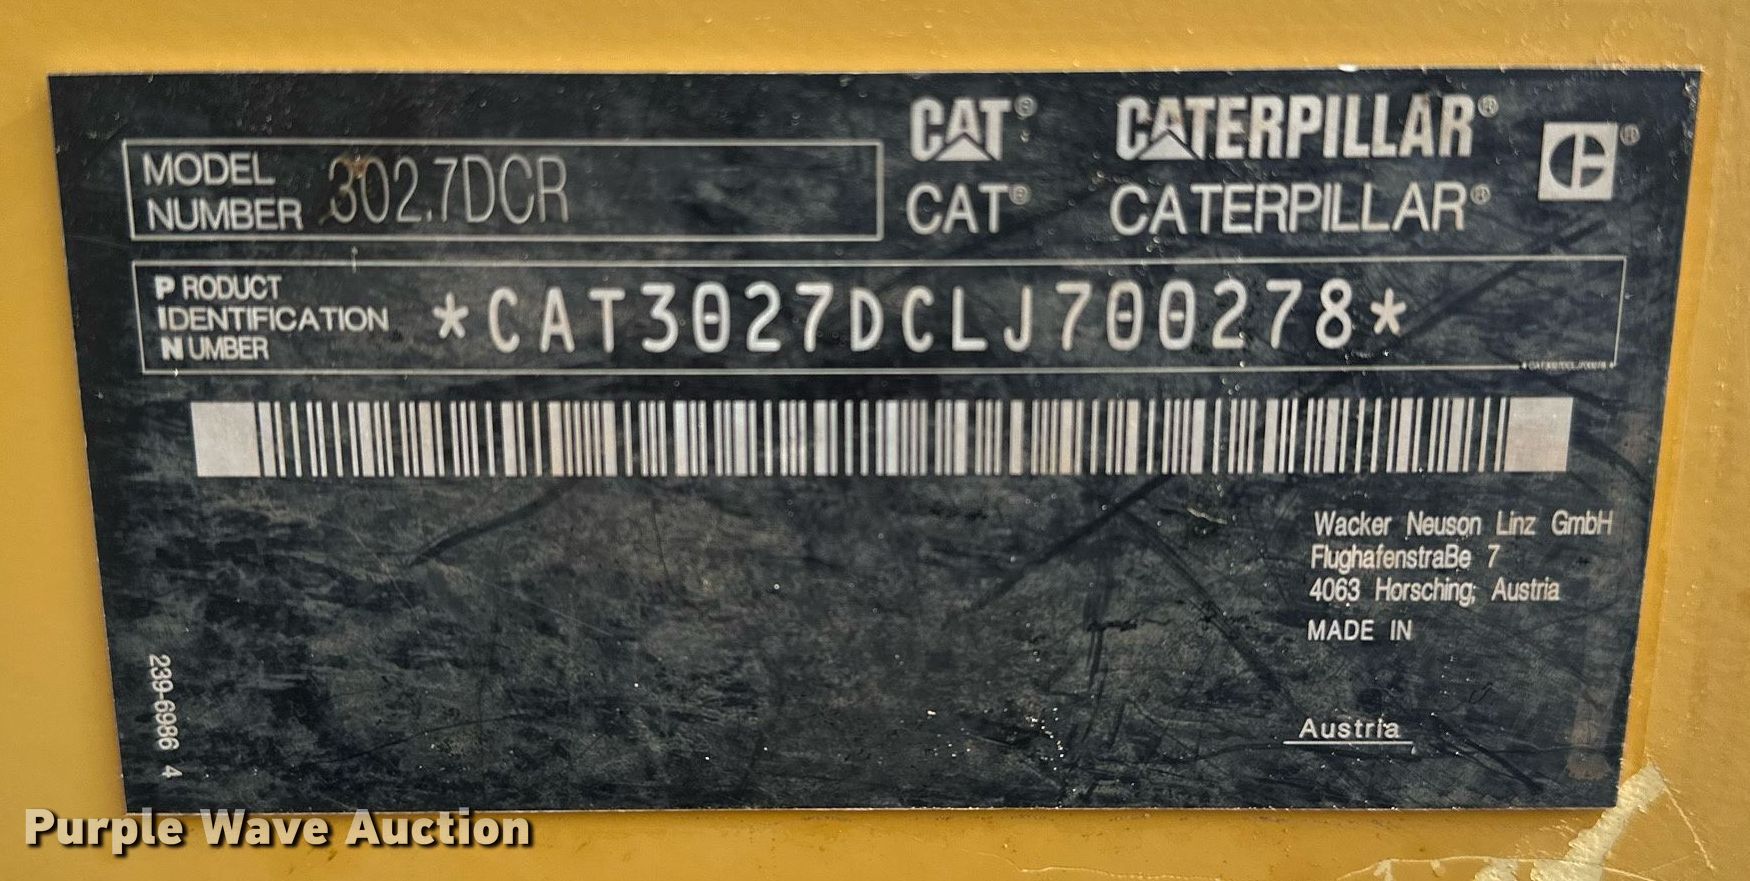 CAT® CATERPILLAR® ®
MODEL
NUMBER 302.7DCR
CAT® CATERPILLAR®
PRODUCT
IDENTIFICATION
NUMBER
*CAT3027DCLJ700278*
Wacker Neuson Linz GmbH
Flughafenstraße 7
4063 Horsching, Austria
MADE IN
Austria
239-6986 4
Purple Wave Auction